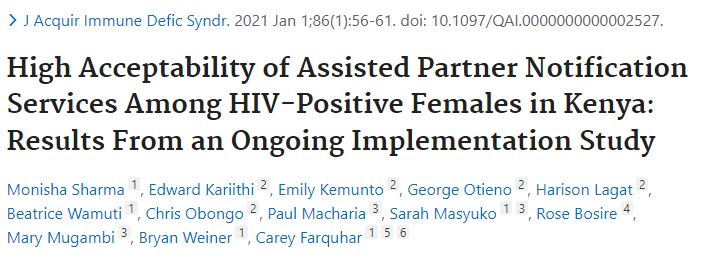 J Acquir Immune Defic Syndr. 2021 Jan 1;86(1):56-61. doi: 10.1097/QAI.0000000000002527.
High Acceptability of Assisted Partner Notification
Services Among HIV-Positive Females in Kenya:
Results From an Ongoing Implementation Study
Monisha Sharma 1, Edward Kariithi 2, Emily Kemunto 2, George Otieno 2, Harison Lagat 2,
Beatrice Wamuti 1, Chris Obongo 2, Paul Macharia 3, Sarah Masyuko 1 3, Rose Bosire 4,
Mary Mugambi 3, Bryan Weiner 1, Carey Farquhar 1 5 6